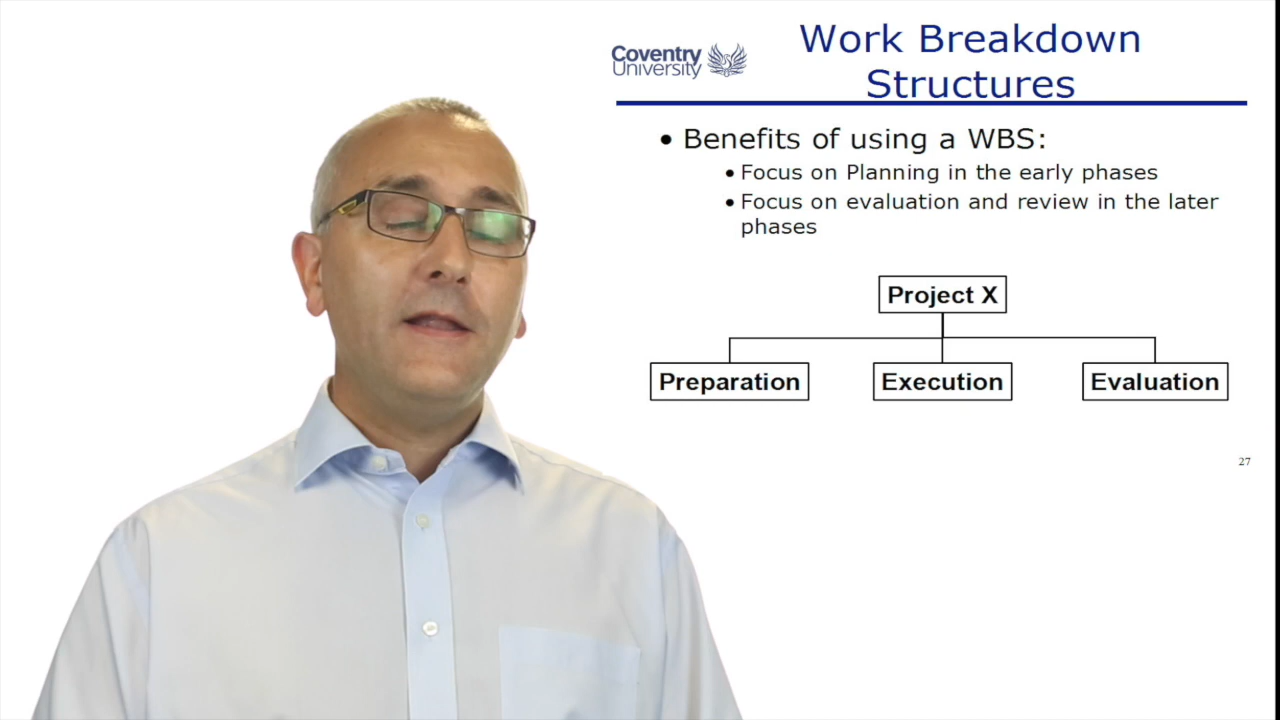 Coventry
University
Work Breakdown
Structures
• Benefits of using a WBS:
• Focus on Planning in the early phases
• Focus on evaluation and review in the later
phases
Project X
Preparation
Execution
Evaluation
27